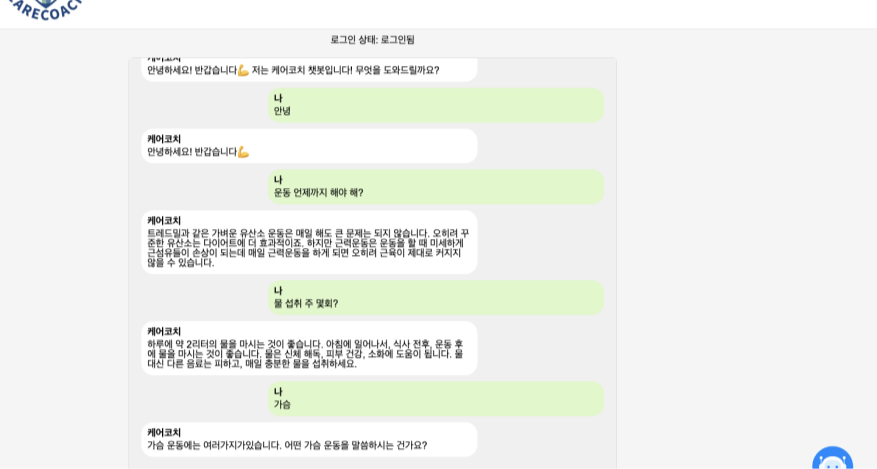 CARECOACH
로그인 상태: 로그인됨
케어코치
안녕하세요! 반갑습니다💪 저는 케어코치 챗봇입니다! 무엇을 도와드릴까요?
나
안녕
케어코치
안녕하세요! 반갑습니다💪
나
운동 언제까지 해야 해?
케어코치
트레드밀과 같은 가벼운 유산소 운동은 매일 해도 큰 문제는 되지 않습니다. 오히려 꾸
준한 유산소는 다이어트에 더 효과적이죠. 하지만 근력운동은 운동을 할 때 미세하게
근섬유들이 손상이 되는데 매일 근력운동을 하게 되면 오히려 근육이 제대로 커지지
않을 수 있습니다.
나
물 섭취 주 몇회?
케어코치
하루에 약 2리터의 물을 마시는 것이 좋습니다. 아침에 일어나서, 식사 전후, 운동 후
에 물을 마시는 것이 좋습니다. 물은 신체 해독, 피부 건강, 소화에 도움이 됩니다. 물
대신 다른 음료는 피하고, 매일 충분한 물을 섭취하세요.
나
가슴
케어코치
가슴 운동에는 여러가지가있습니다. 어떤 가슴 운동을 말씀하시는 건가요?